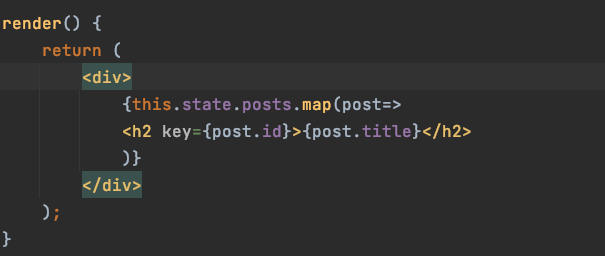 render() {
    return (
        <div>
            {this.state.posts.map(post=>
            <h2 key={post.id}>{post.title}</h2>
            )}
        </div>
    );
}